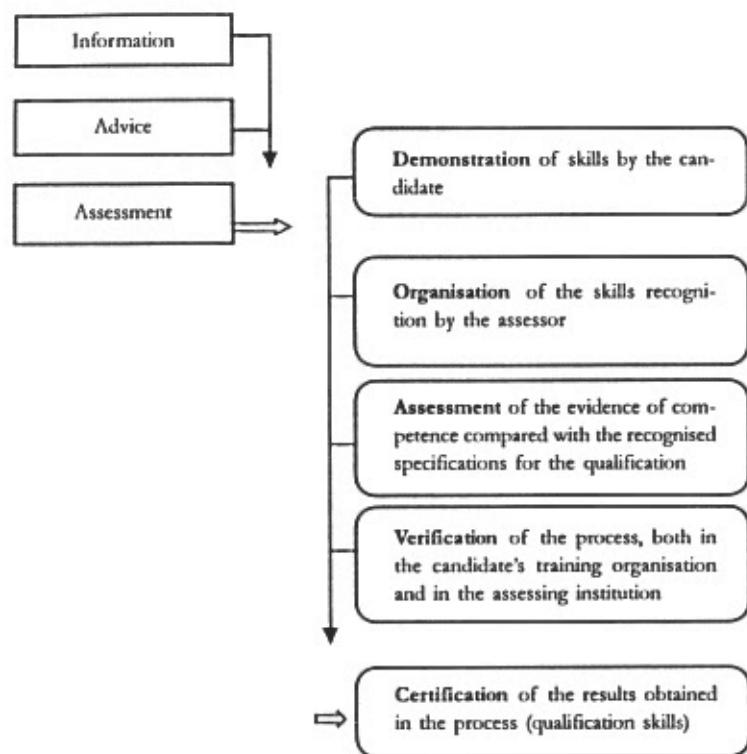 Information
Advice
Assessment
Demonstration of skills by the can-
didate
Organisation of the skills recogni-
tion by the assessor
Assessment of the evidence of com-
petence compared with the recognised
specifications for the qualification
Verification of the process, both in
the candidate's training organisation
and in the assessing institution
Certification of the results obtained
in the process (qualification skills)